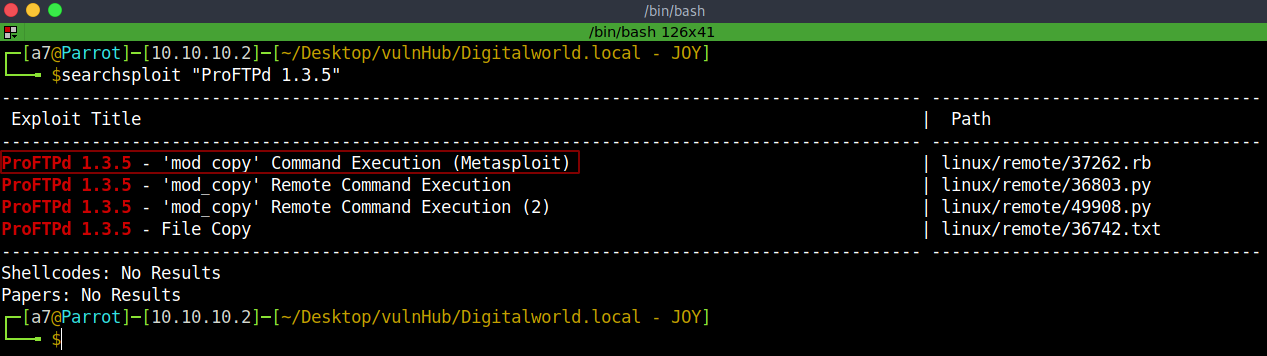 /bin/bash
/bin/bash 126x41
┌─[a7@Parrot]─[10.10.10.2]─[~/Desktop/vulnHub/Digitalworld.local - JOY]
└──╼ $searchsploit "ProFTPd 1.3.5"
-------------------------------------------------------------------------------------------- ---------------------------------
Exploit Title | Path
-------------------------------------------------------------------------------------------- ---------------------------------
ProFTPd 1.3.5 - 'mod_copy' Command Execution (Metasploit) | linux/remote/37262.rb
ProFTPd 1.3.5 - 'mod_copy' Remote Command Execution | linux/remote/36803.py
ProFTPd 1.3.5 - 'mod_copy' Remote Command Execution (2) | linux/remote/49908.py
ProFTPd 1.3.5 - File Copy | linux/remote/36742.txt
-------------------------------------------------------------------------------------------- ---------------------------------
Shellcodes: No Results
Papers: No Results
┌─[a7@Parrot]─[10.10.10.2]─[~/Desktop/vulnHub/Digitalworld.local - JOY]
└──╼ $